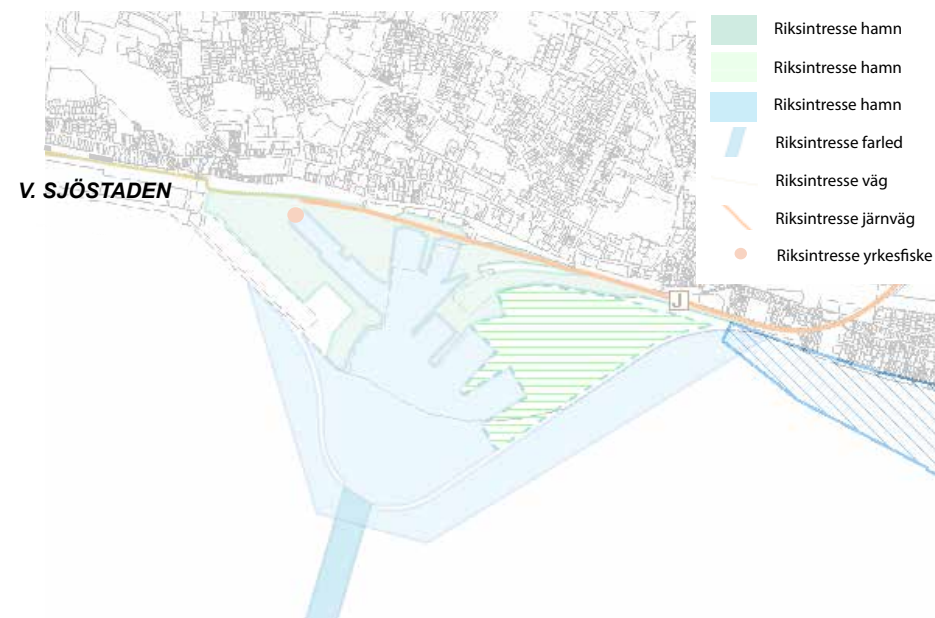 Riksintresse hamn
Riksintresse hamn
Riksintresse hamn
Riksintresse farled
Riksintresse väg
Riksintresse järnväg
Riksintresse yrkesfiske
V. SJÖSTADEN
J